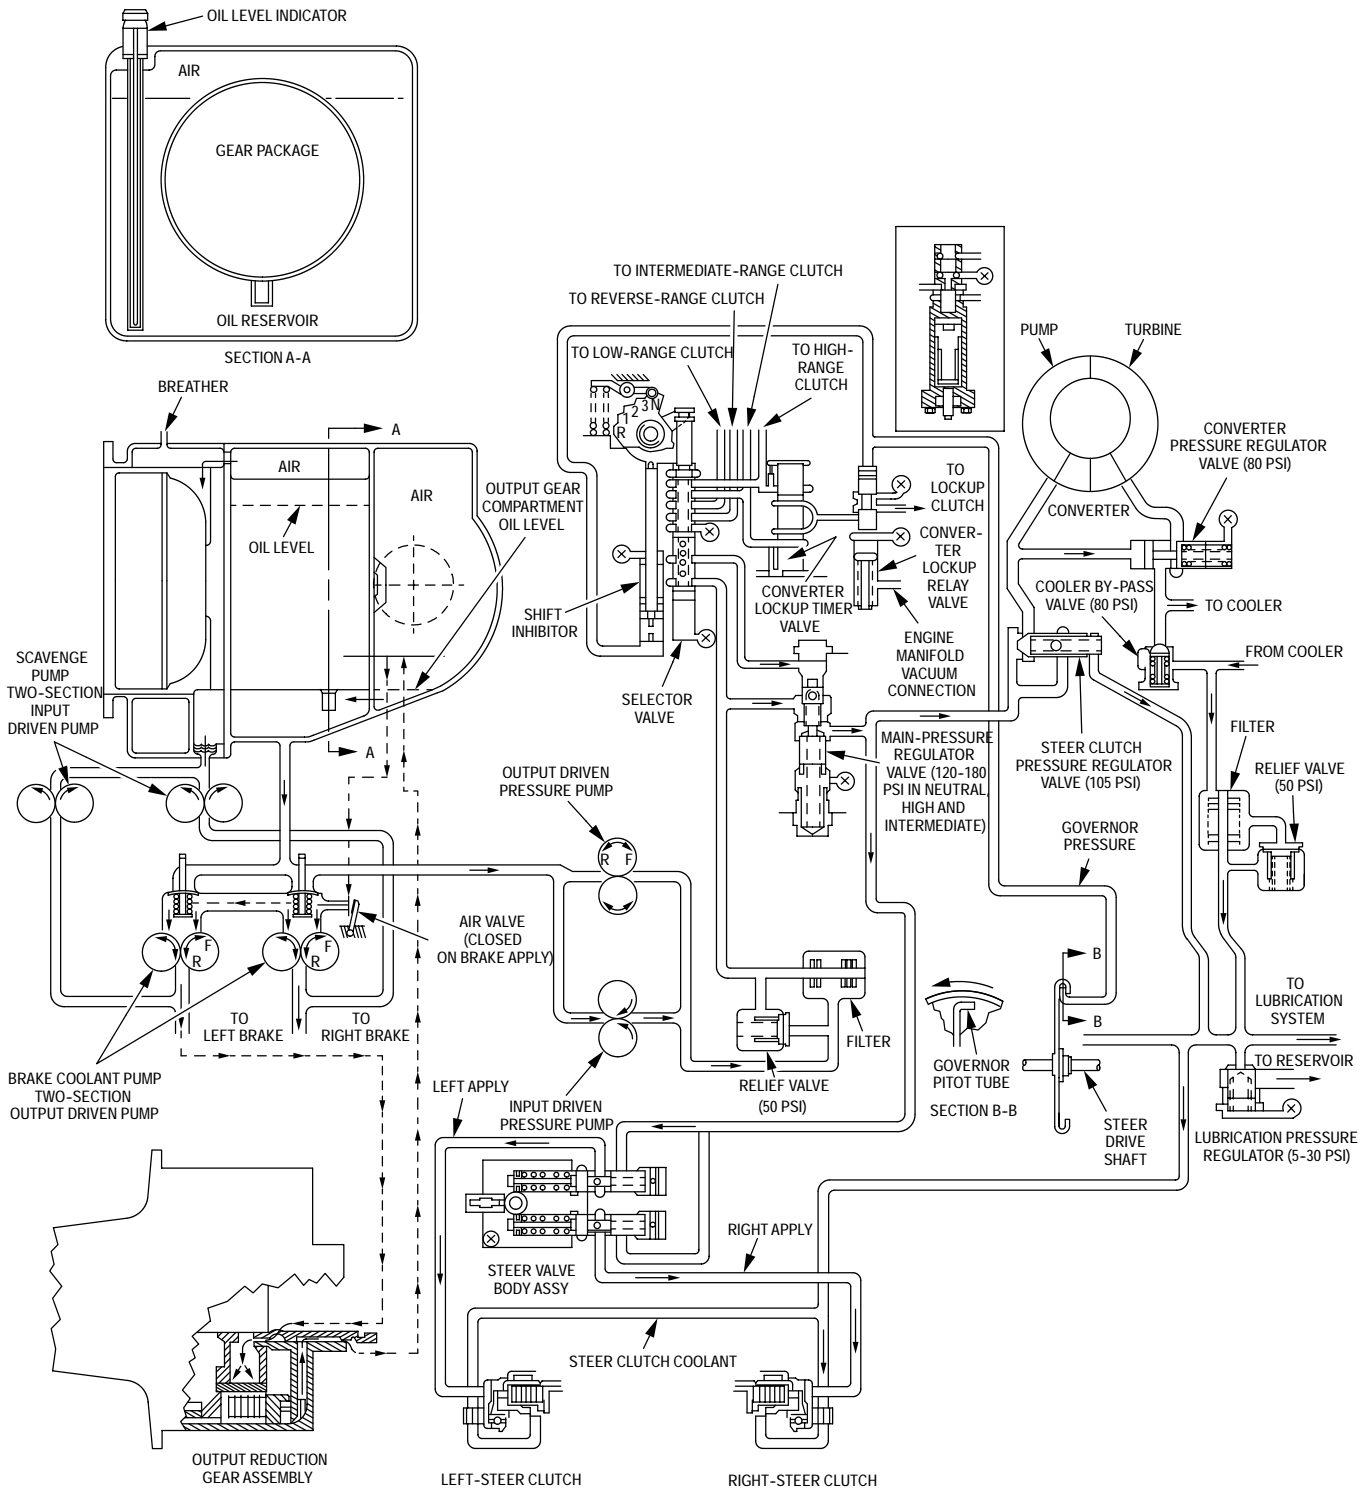 OIL LEVEL INDICATOR
AIR
GEAR PACKAGE
OIL RESERVOIR
SECTION A-A
BREATHER
A
AIR
AIR
OIL LEVEL
OUTPUT GEAR
COMPARTMENT
OIL LEVEL
A
SCAVENGE
PUMP
TWO-SECTION
INPUT
DRIVEN PUMP
TO INTERMEDIATE-RANGE CLUTCH
TO REVERSE-RANGE CLUTCH
TO LOW-RANGE CLUTCH
TO HIGH-
RANGE
CLUTCH
R
1
2
3
N
SHIFT
INHIBITOR
SELECTOR
VALVE
CONVERTER
LOCKUP TIMER
VALVE
TO
LOCKUP
CLUTCH
CONVER-
TER
LOCKUP
RELAY
VALVE
ENGINE
MANIFOLD
VACUUM
CONNECTION
PUMP
TURBINE
CONVERTER
CONVERTER
PRESSURE REGULATOR
VALVE (80 PSI)
COOLER BY-PASS
VALVE (80 PSI)
TO COOLER
FROM COOLER
MAIN-PRESSURE
REGULATOR
VALVE (120-180
PSI IN NEUTRAL,
HIGH AND
INTERMEDIATE)
STEER CLUTCH
PRESSURE REGULATOR
VALVE (105 PSI)
FILTER
RELIEF VALVE
(50 PSI)
GOVERNOR
PRESSURE
OUTPUT DRIVEN
PRESSURE PUMP
R F
AIR VALVE
(CLOSED
ON BRAKE APPLY)
F
R
F
R
TO
LEFT BRAKE
TO
RIGHT BRAKE
BRAKE COOLANT PUMP
TWO-SECTION
OUTPUT DRIVEN PUMP
INPUT DRIVEN
PRESSURE PUMP
FILTER
RELIEF VALVE
(50 PSI)
GOVERNOR
PITOT TUBE
SECTION B-B
B
B
STEER
DRIVE
SHAFT
TO
LUBRICATION
SYSTEM
TO RESERVOIR
LUBRICATION PRESSURE
REGULATOR (5-30 PSI)
LEFT APPLY
RIGHT APPLY
STEER VALVE
BODY ASSY
STEER CLUTCH COOLANT
OUTPUT REDUCTION
GEAR ASSEMBLY
LEFT-STEER CLUTCH
RIGHT-STEER CLUTCH